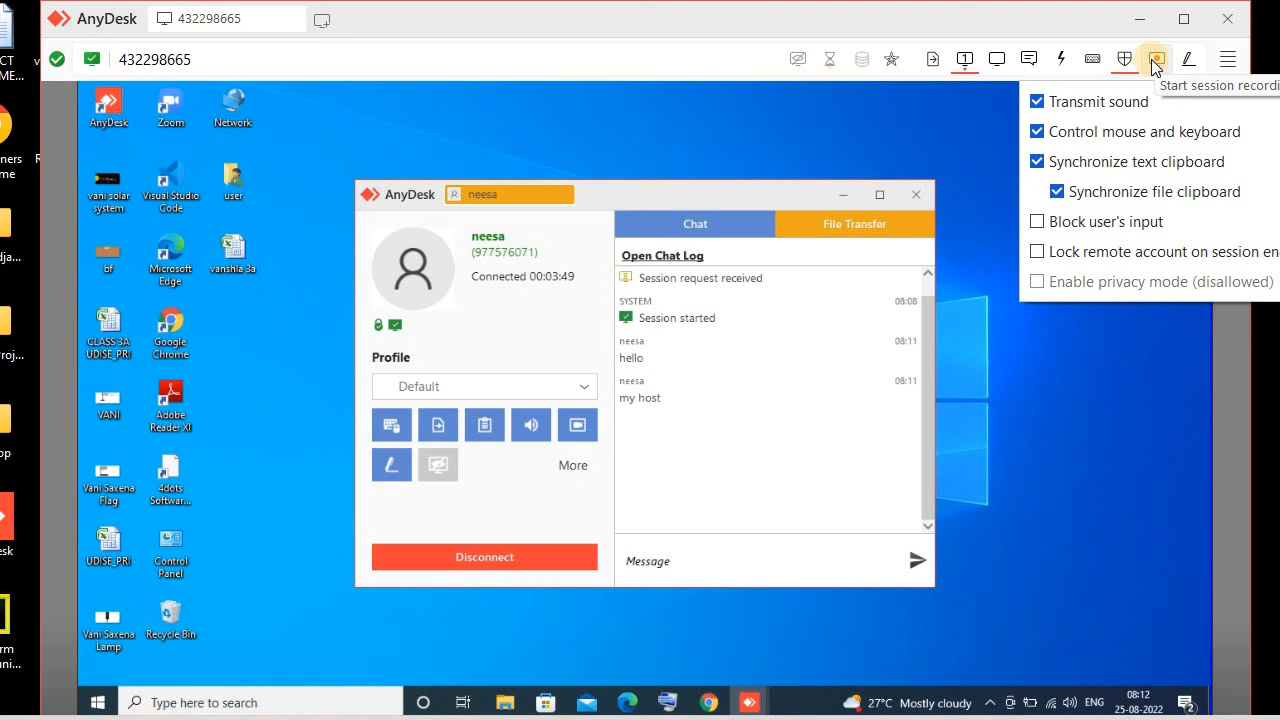 AnyDesk
432298665
432298665
Start session recordi
Transmit sound
Control mouse and keyboard
Synchronize text clipboard
Synchronize file clipboard
Block user's input
Lock remote account on session en
Enable privacy mode (disallowed)
AnyDesk
Zoom
Network
vani solar
system
Visual Studio
Code
user
bf
Microsoft
Edge
vanshia 3a
CLASS 3A
UDISE_PRI
Google
Chrome
VANI
Adobe
Reader XI
Vani Saxena
Flag
4dots
Softwar...
UDISE_PRI
Control
Panel
Vani Saxena
Lamp
Recycle Bin
AnyDesk
neesa
neesa
(977576071)
Connected 00:03:49
Profile
Default
More
Disconnect
Chat
File Transfer
Open Chat Log
Session request received
SYSTEM 08:08
Session started
neesa 08:11
hello
neesa 08:11
my host
Message
Type here to search
27°C Mostly cloudy
ENG
08:12
25-08-2022
2